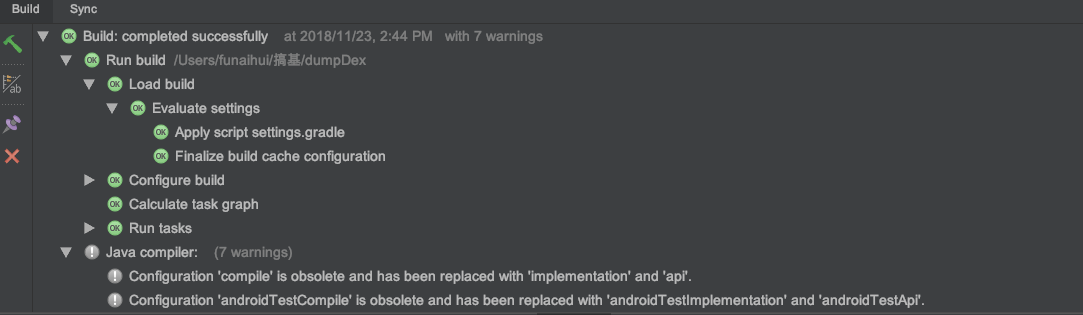 Build Sync
OK Build: completed successfully at 2018/11/23, 2:44 PM with 7 warnings
OK Run build /Users/funaihui/搞基/dumpDex
OK Load build
OK Evaluate settings
OK Apply script settings.gradle
OK Finalize build cache configuration
OK Configure build
OK Calculate task graph
OK Run tasks
! Java compiler: (7 warnings)
! Configuration 'compile' is obsolete and has been replaced with 'implementation' and 'api'.
! Configuration 'androidTestCompile' is obsolete and has been replaced with 'androidTestImplementation' and 'androidTestApi'.
ab